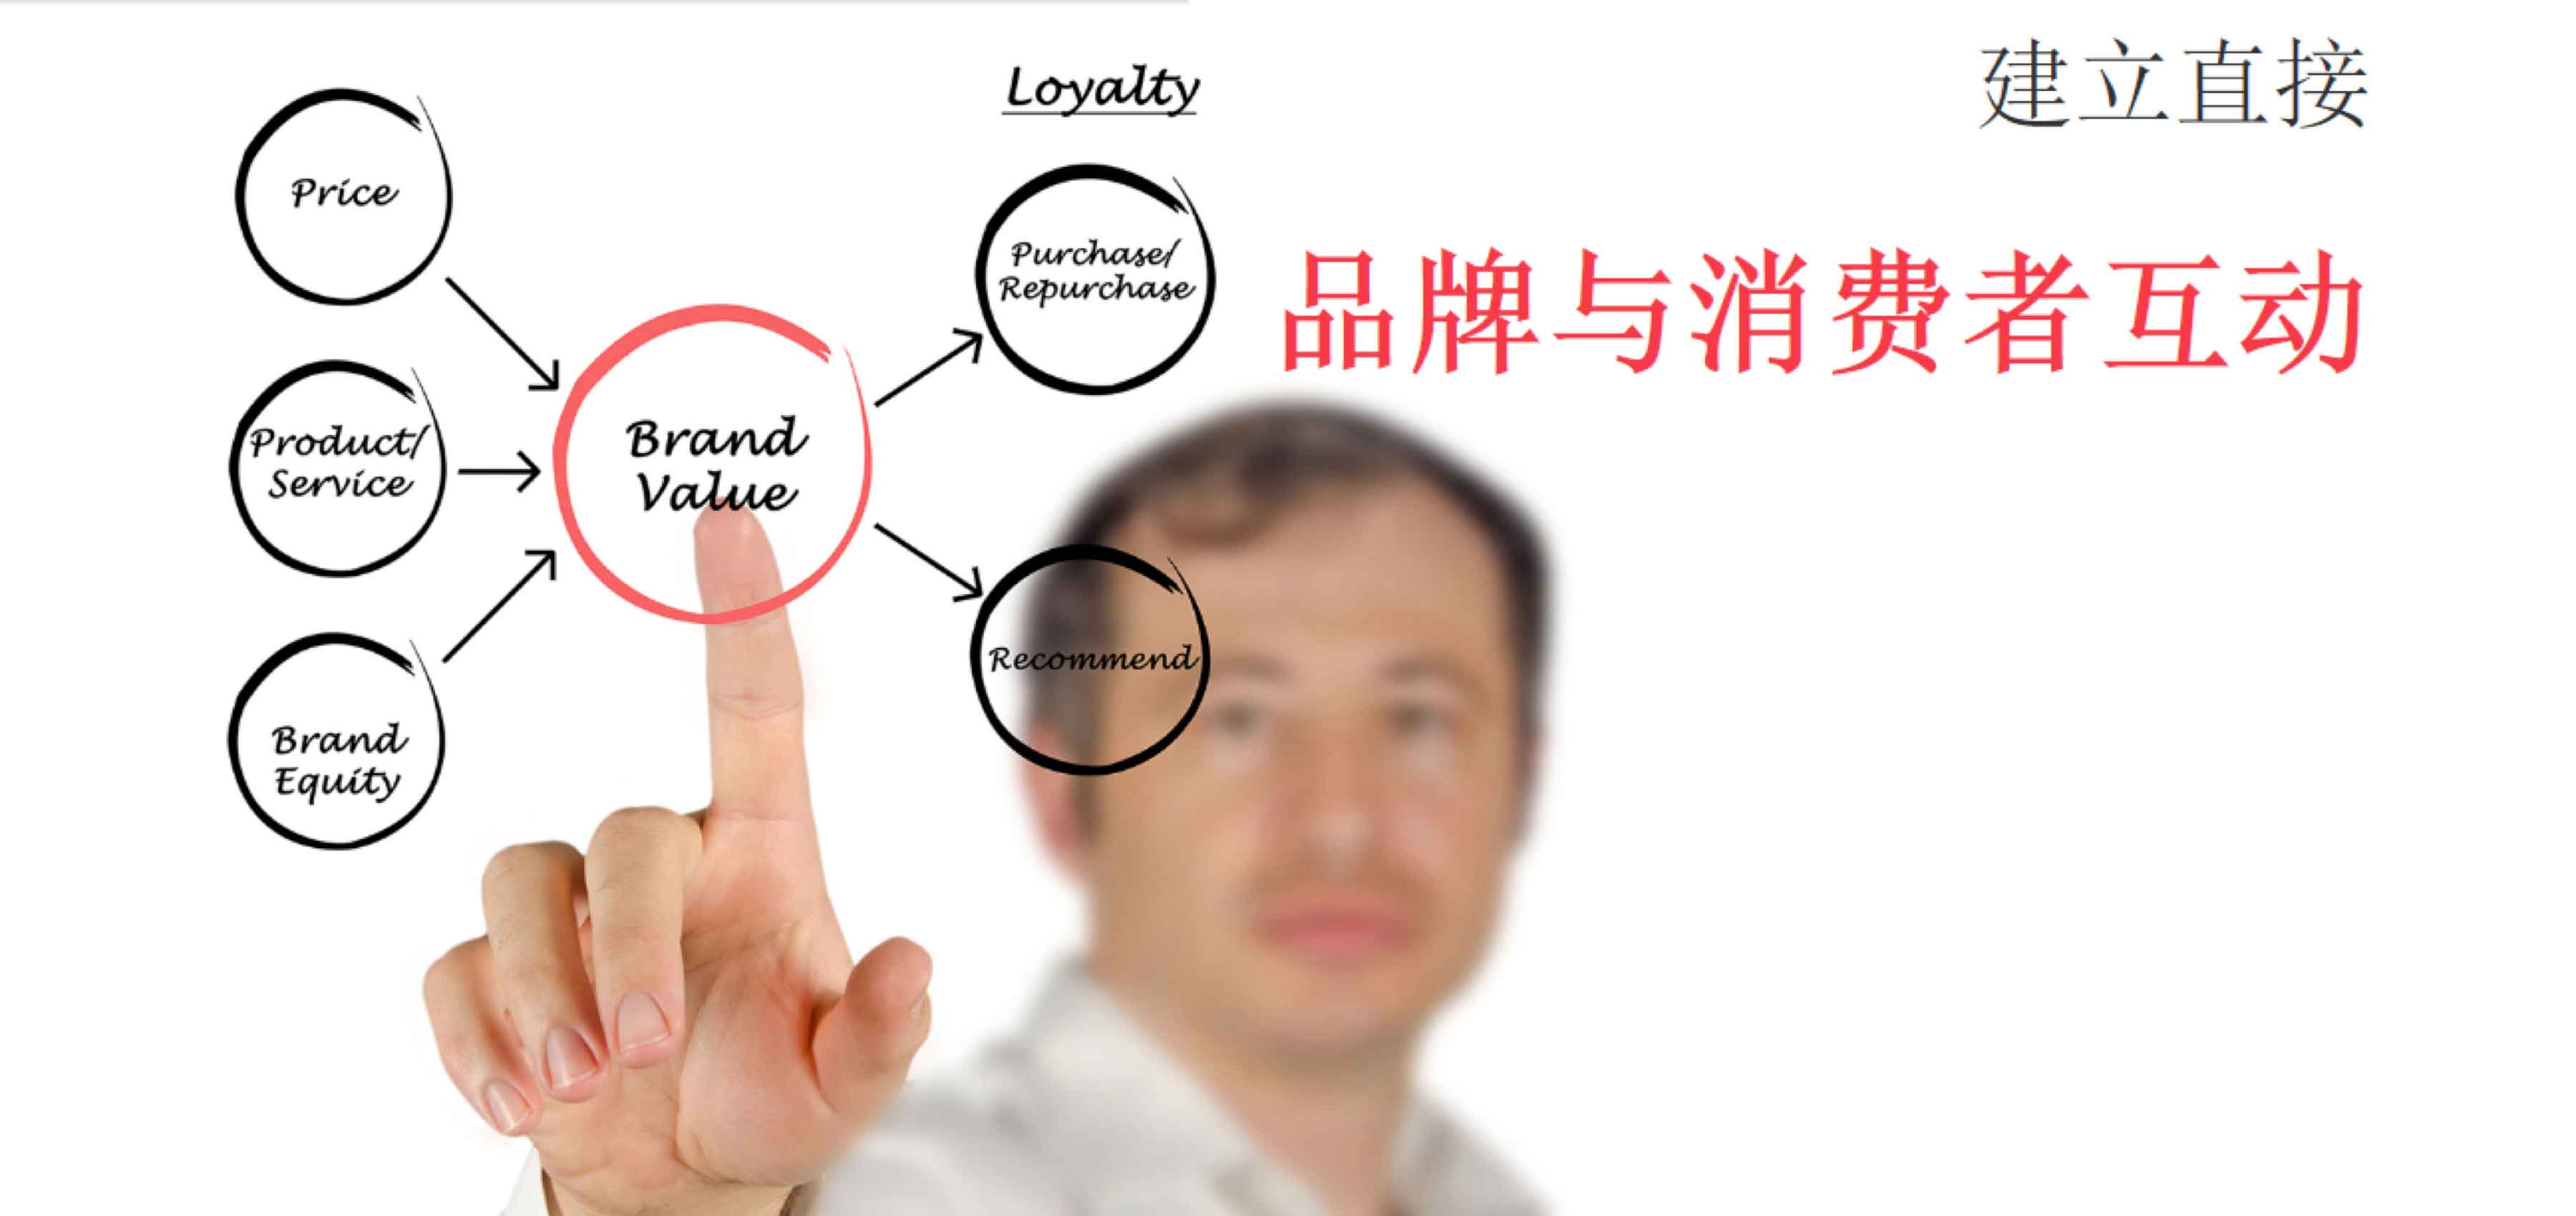 Loyalty
Price
Product/
Service
Brand
Equity
Brand
Value
Purchase/
Repurchase
Recommend
建立直接
品牌与消费者互动